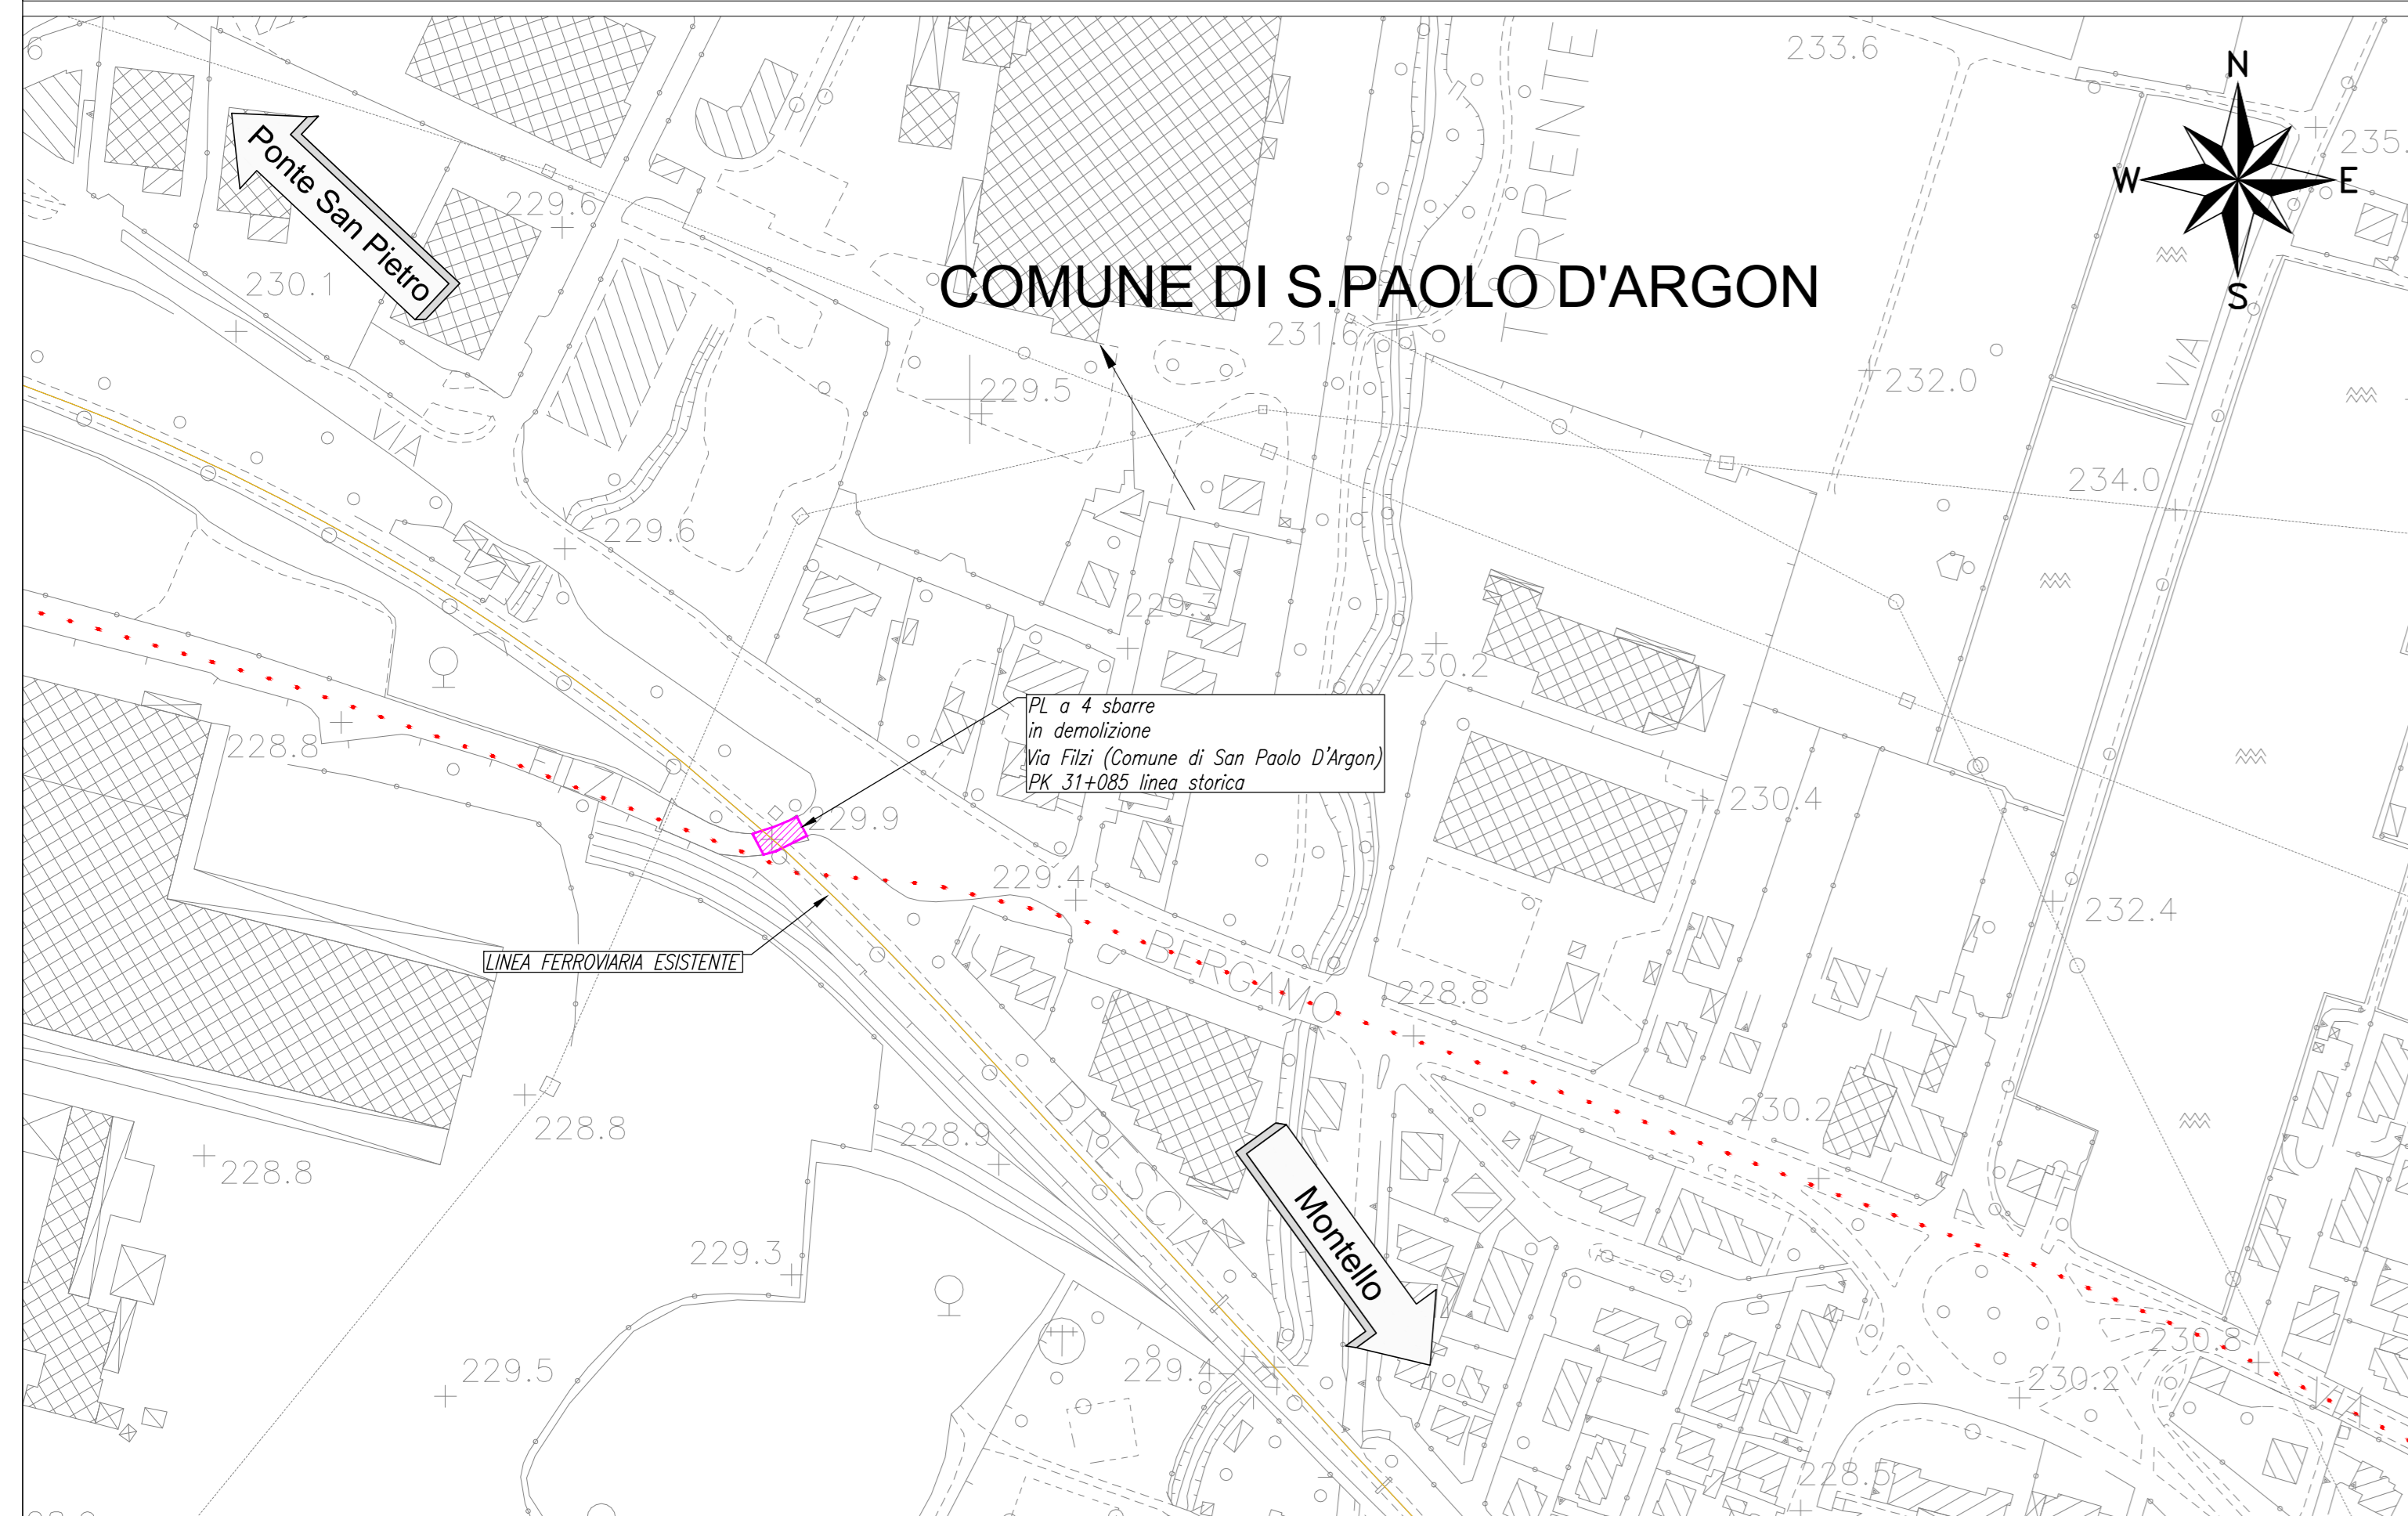 233.6
TORRENTE
N
235.
W
E
S
Ponte San Pietro
229.6
230.1
COMUNE DI S.PAOLO D'ARGON
231.6
229.5
232.0
VIA
VIA
234.0
229.6
229.3
230.2
PL a 4 sbarre
in demolizione
Via Filzi (Comune di San Paolo D'Argon)
PK 31+085 linea storica
228.8
230.4
229.9
229.4
232.4
BERGAMO
LINEA FERROVIARIA ESISTENTE
228.8
228.8
228.9
230.2
228.8
BRESCIA
Montello
229.3
229.5
229.4
230.8
230.2
228.5